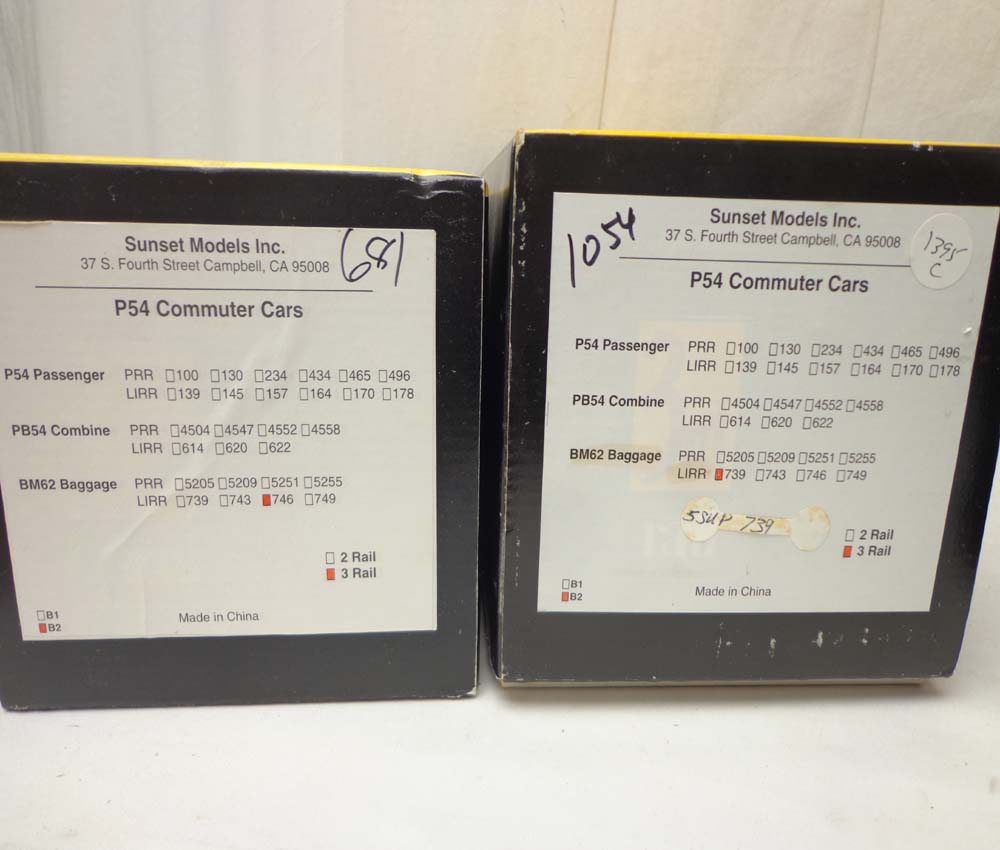 Sunset Models Inc.
37 S. Fourth Street Campbell, CA 95008
681
P54 Commuter Cars
P54 Passenger PRR ☐100 ☐130 ☐234 ☐434 ☐465 ☐496
LIRR ☐139 ☐145 ☐157 ☐164 ☐170 ☐178
PB54 Combine PRR ☐4504 ☐4547 ☐4552 ☐4558
LIRR ☐614 ☐620 ☐622
BM62 Baggage PRR ☐5205 ☐5209 ☐5251 ☐5255
LIRR ☐739 ☐743 ■746 ☐749
☐ 2 Rail
■ 3 Rail
☐B1
■B2
Made in China
1054
Sunset Models Inc.
37 S. Fourth Street Campbell, CA 95008
1395
C
P54 Commuter Cars
P54 Passenger PRR ☐100 ☐130 ☐234 ☐434 ☐465 ☐496
LIRR ☐139 ☐145 ☐157 ☐164 ☐170 ☐178
PB54 Combine PRR ☐4504 ☐4547 ☐4552 ☐4558
LIRR ☐614 ☐620 ☐622
BM62 Baggage PRR ☐5205 ☐5209 ☐5251 ☐5255
LIRR ■739 ☐743 ☐746 ☐749
739
☐ 2 Rail
■ 3 Rail
☐B1
■B2
Made in China